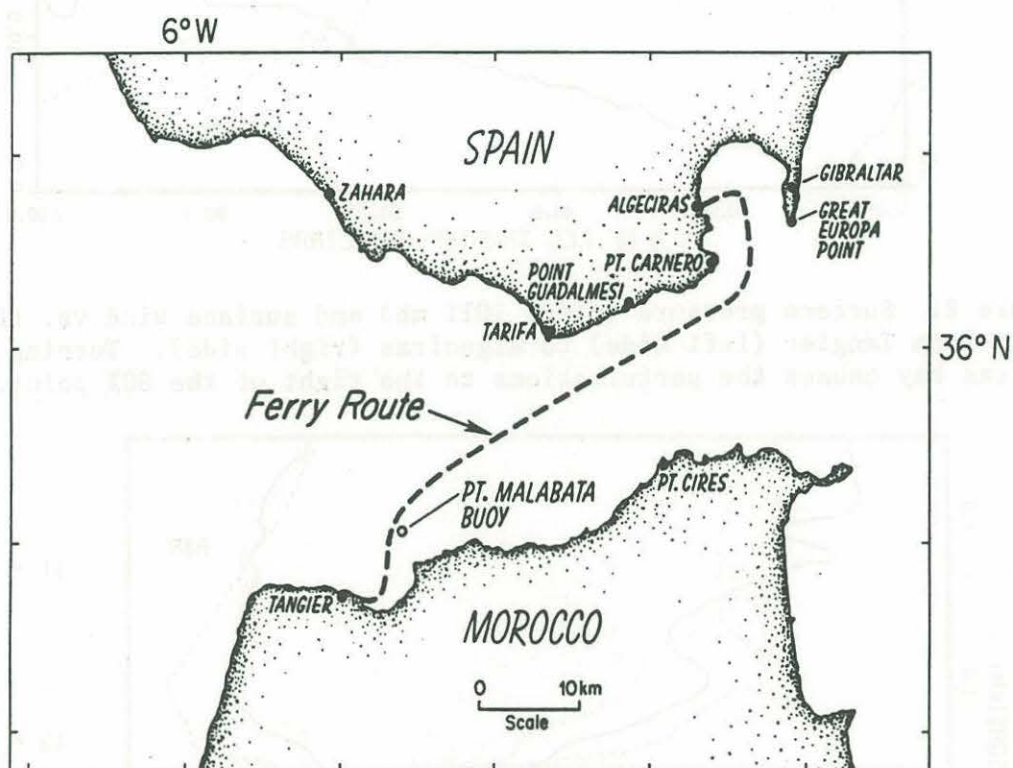 6° W
SPAIN
ZAHARA
ALGECIRAS
GIBRALTAR
GREAT
EUROPA
POINT
PT. CARNERO
POINT
GUADALMESI
TARIFA
36° N
Ferry Route
PT. MALABATA
BUOY
PT. CIRES
TANGIER
MOROCCO
0 10km
Scale